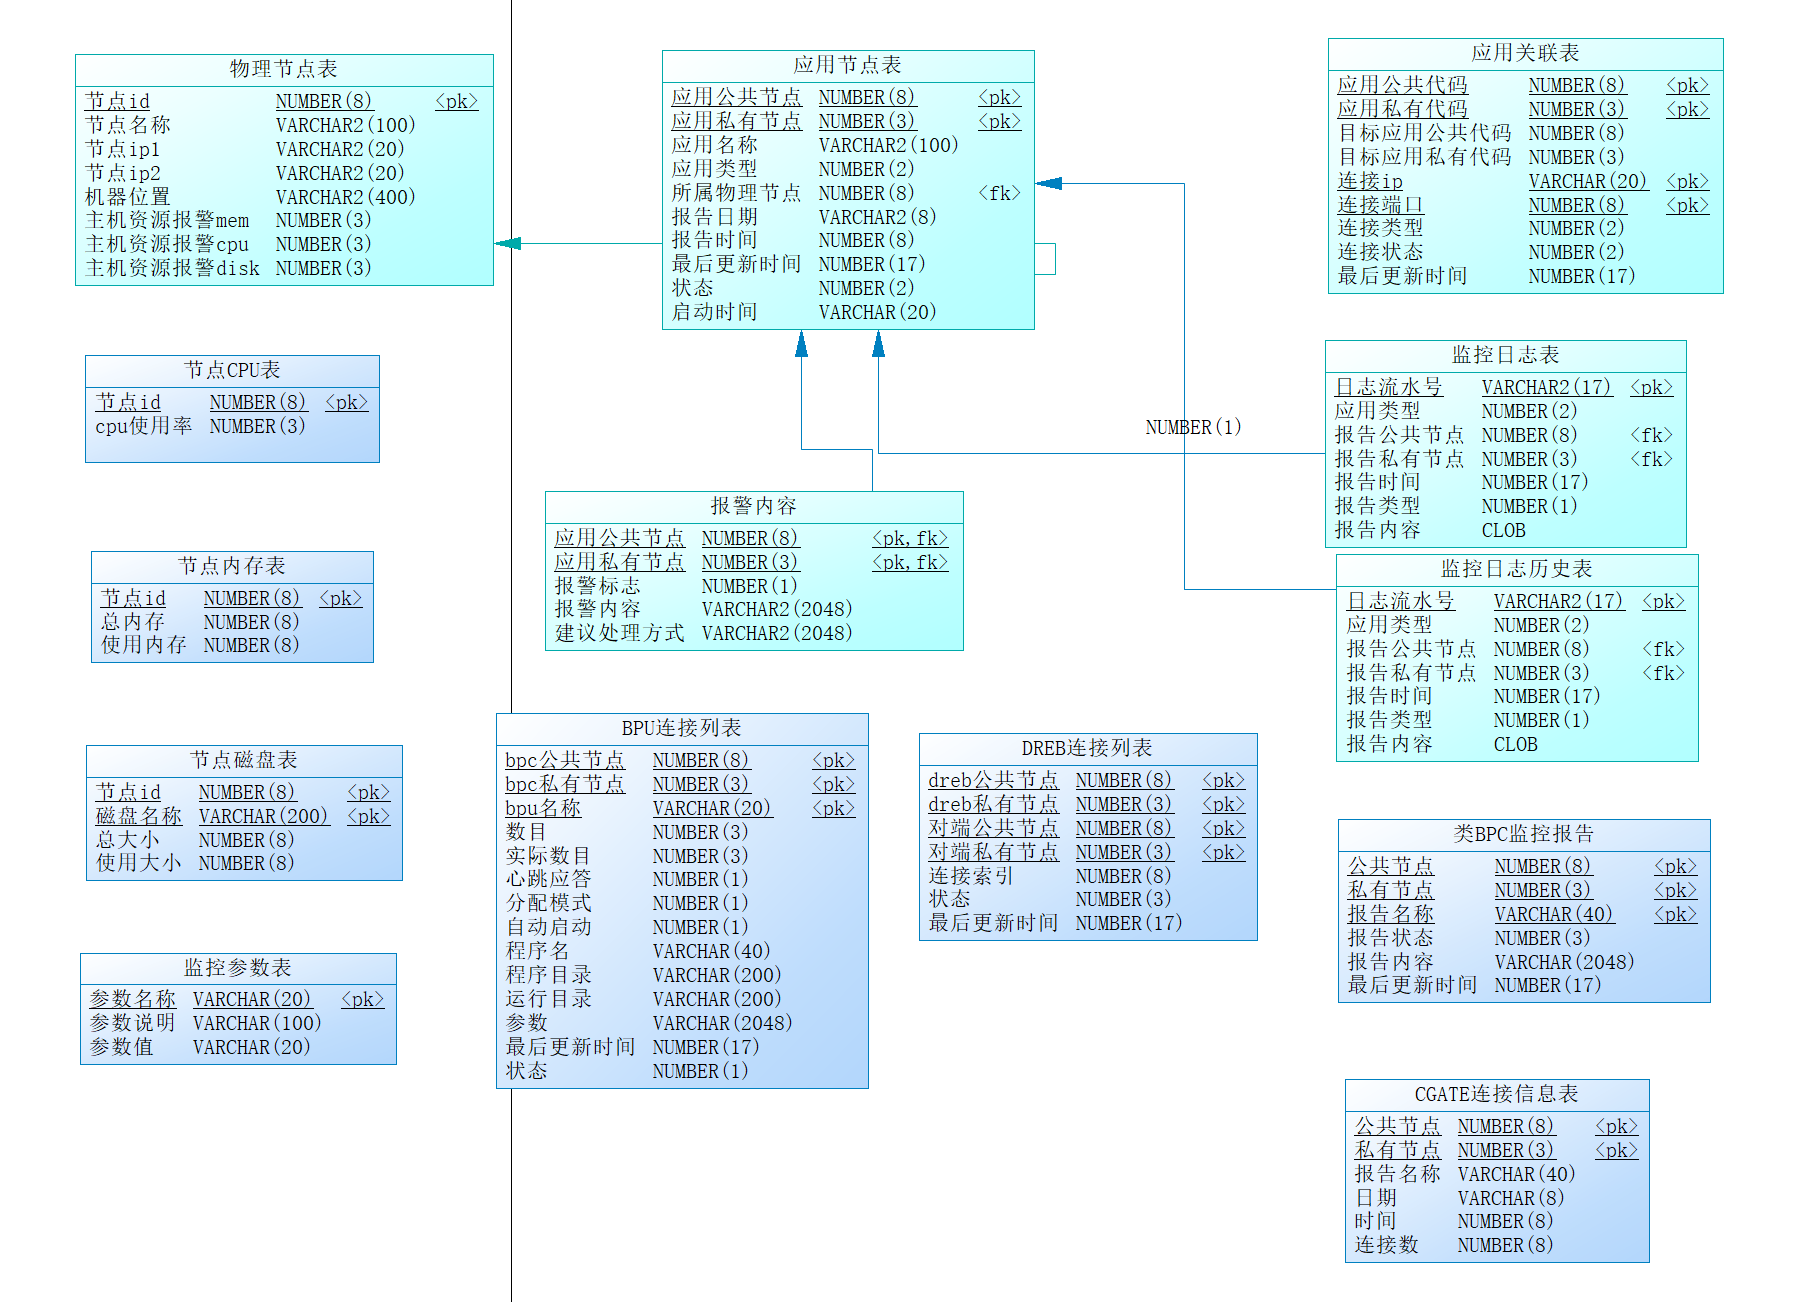 物理节点表
节点id NUMBER(8) <pk>
节点名称 VARCHAR2(100)
节点ip1 VARCHAR2(20)
节点ip2 VARCHAR2(20)
机器位置 VARCHAR2(400)
主机资源报警mem NUMBER(3)
主机资源报警cpu NUMBER(3)
主机资源报警disk NUMBER(3)
应用节点表
应用公共节点 NUMBER(8) <pk>
应用私有节点 NUMBER(3) <pk>
应用名称 VARCHAR2(100)
应用类型 NUMBER(2)
所属物理节点 NUMBER(8) <fk>
报告日期 VARCHAR2(8)
报告时间 NUMBER(8)
最后更新时间 NUMBER(17)
状态 NUMBER(2)
启动时间 VARCHAR(20)
应用关联表
应用公共代码 NUMBER(8) <pk>
应用私有代码 NUMBER(3) <pk>
目标应用公共代码 NUMBER(8)
目标应用私有代码 NUMBER(3)
连接ip VARCHAR(20) <pk>
连接端口 NUMBER(8) <pk>
连接类型 NUMBER(2)
连接状态 NUMBER(2)
最后更新时间 NUMBER(17)
节点CPU表
节点id NUMBER(8) <pk>
cpu使用率 NUMBER(3)
监控日志表
日志流水号 VARCHAR2(17) <pk>
应用类型 NUMBER(2)
报告公共节点 NUMBER(8) <fk>
报告私有节点 NUMBER(3) <fk>
报告时间 NUMBER(17)
报告类型 NUMBER(1)
报告内容 CLOB
NUMBER(1)
报警内容
应用公共节点 NUMBER(8) <pk,fk>
应用私有节点 NUMBER(3) <pk,fk>
报警标志 NUMBER(1)
报警内容 VARCHAR2(2048)
建议处理方式 VARCHAR2(2048)
节点内存表
节点id NUMBER(8) <pk>
总内存 NUMBER(8)
使用内存 NUMBER(8)
监控日志历史表
日志流水号 VARCHAR2(17) <pk>
应用类型 NUMBER(2)
报告公共节点 NUMBER(8) <fk>
报告私有节点 NUMBER(3) <fk>
报告时间 NUMBER(17)
报告类型 NUMBER(1)
报告内容 CLOB
节点磁盘表
节点id NUMBER(8) <pk>
磁盘名称 VARCHAR(200) <pk>
总大小 NUMBER(8)
使用大小 NUMBER(8)
BPU连接列表
bpc公共节点 NUMBER(8) <pk>
bpc私有节点 NUMBER(3) <pk>
bpu名称 VARCHAR(20) <pk>
数目 NUMBER(3)
实际数目 NUMBER(3)
心跳应答 NUMBER(1)
分配模式 NUMBER(1)
自动启动 NUMBER(1)
程序名 VARCHAR(40)
程序目录 VARCHAR(200)
运行目录 VARCHAR(200)
参数 VARCHAR(2048)
最后更新时间 NUMBER(17)
状态 NUMBER(1)
DREB连接列表
dreb公共节点 NUMBER(8) <pk>
dreb私有节点 NUMBER(3) <pk>
对端公共节点 NUMBER(8) <pk>
对端私有节点 NUMBER(3) <pk>
连接索引 NUMBER(8)
状态 NUMBER(3)
最后更新时间 NUMBER(17)
类BPC监控报告
公共节点 NUMBER(8) <pk>
私有节点 NUMBER(3) <pk>
报告名称 VARCHAR(40) <pk>
报告状态 NUMBER(3)
报告内容 VARCHAR(2048)
最后更新时间 NUMBER(17)
监控参数表
参数名称 VARCHAR(20) <pk>
参数说明 VARCHAR(100)
参数值 VARCHAR(20)
CGATE连接信息表
公共节点 NUMBER(8) <pk>
私有节点 NUMBER(3) <pk>
报告名称 VARCHAR(40)
日期 VARCHAR(8)
时间 NUMBER(8)
连接数 NUMBER(8)